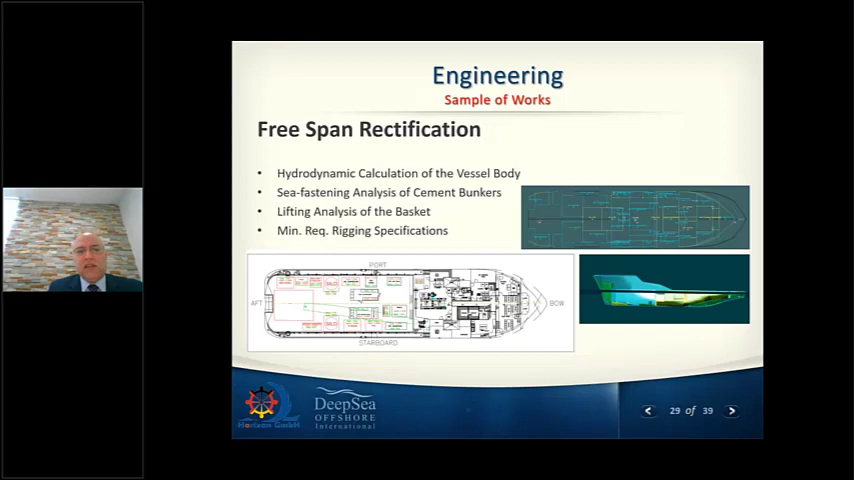 Engineering
Sample of Works
Free Span Rectification
• Hydrodynamic Calculation of the Vessel Body
• Sea-fastening Analysis of Cement Bunkers
• Lifting Analysis of the Basket
• Min. Req. Rigging Specifications
PORT
AFT
BOW
STARBOARD
Horizon GmbH
DeepSea
OFFSHORE
International
29 of 39